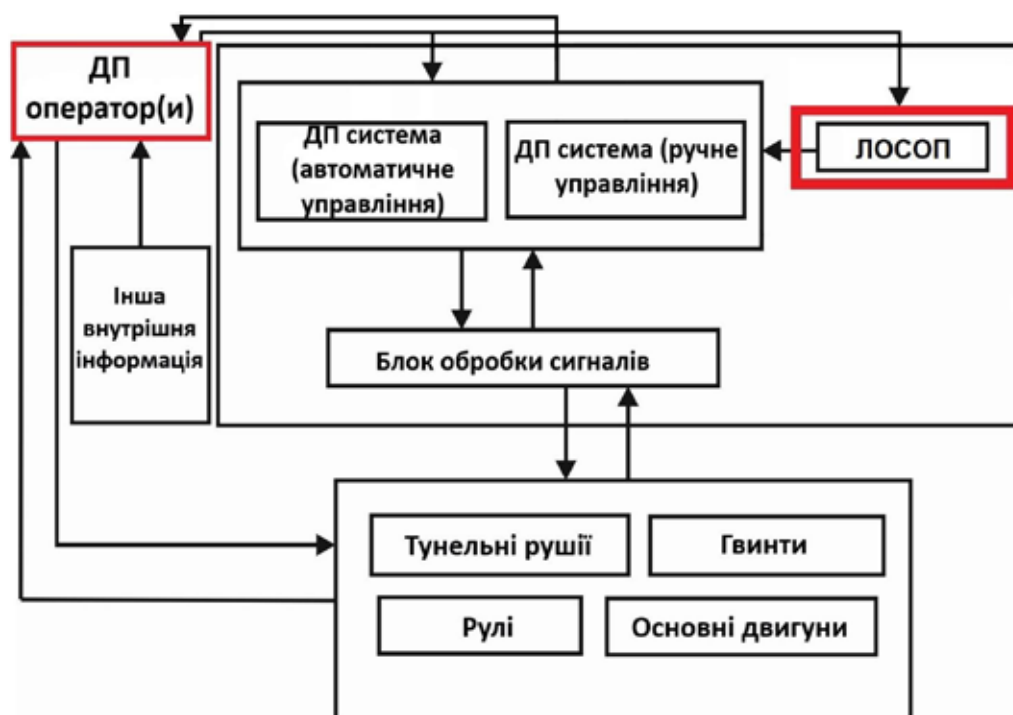 ДП
оператор(и)
ДП система
(автоматичне
управління)
ДП система (ручне
управління)
ЛОСОП
Інша
внутрішня
інформація
Блок обробки сигналів
Тунельні рушії
Гвинти
Рулі
Основні двигуни